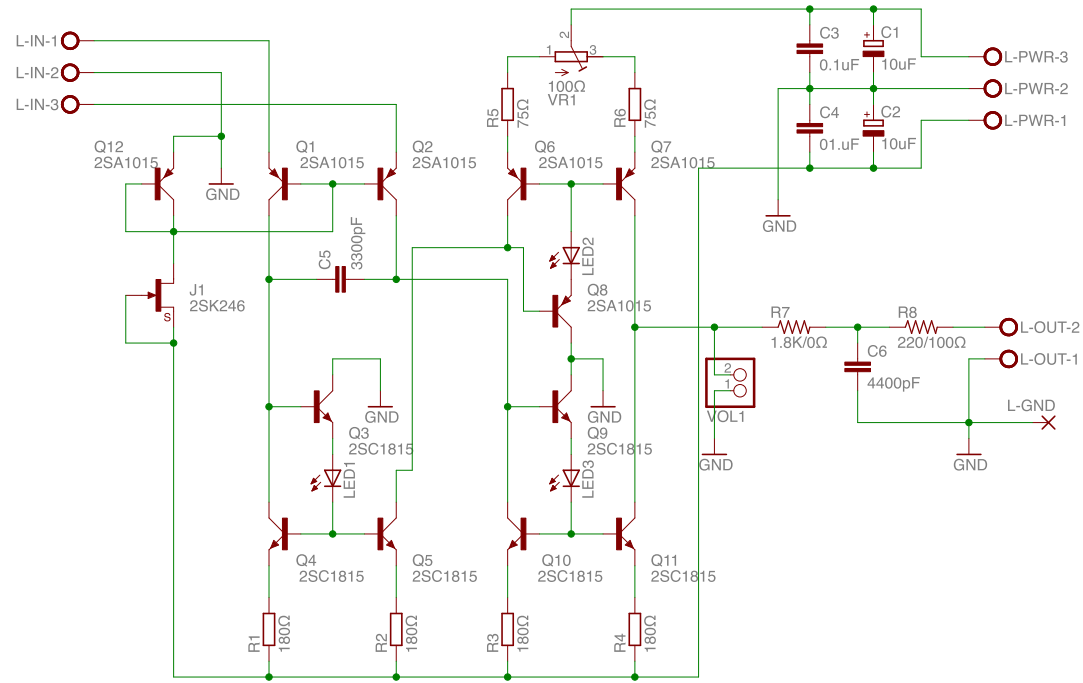 L-IN-1
L-IN-2
L-IN-3
Q12
2SA1015
GND
Q1
2SA1015
Q2
2SA1015
C5
3300pF
J1
2SK246
S
Q3
2SC1815
GND
LED1
Q4
2SC1815
Q5
2SC1815
R1
180Ω
R2
180Ω
R5
75Ω
1
2
3
100Ω
VR1
R6
75Ω
Q6
2SA1015
Q7
2SA1015
LED2
Q8
2SA1015
GND
Q9
2SC1815
LED3
Q10
2SC1815
Q11
2SC1815
R3
180Ω
R4
180Ω
C3
0.1uF
+
C1
10uF
C4
01.uF
+
C2
10uF
L-PWR-3
L-PWR-2
L-PWR-1
GND
2
1
VOL1
GND
R7
1.8K/0Ω
R8
220/100Ω
C6
4400pF
L-OUT-2
L-OUT-1
L-GND
GND